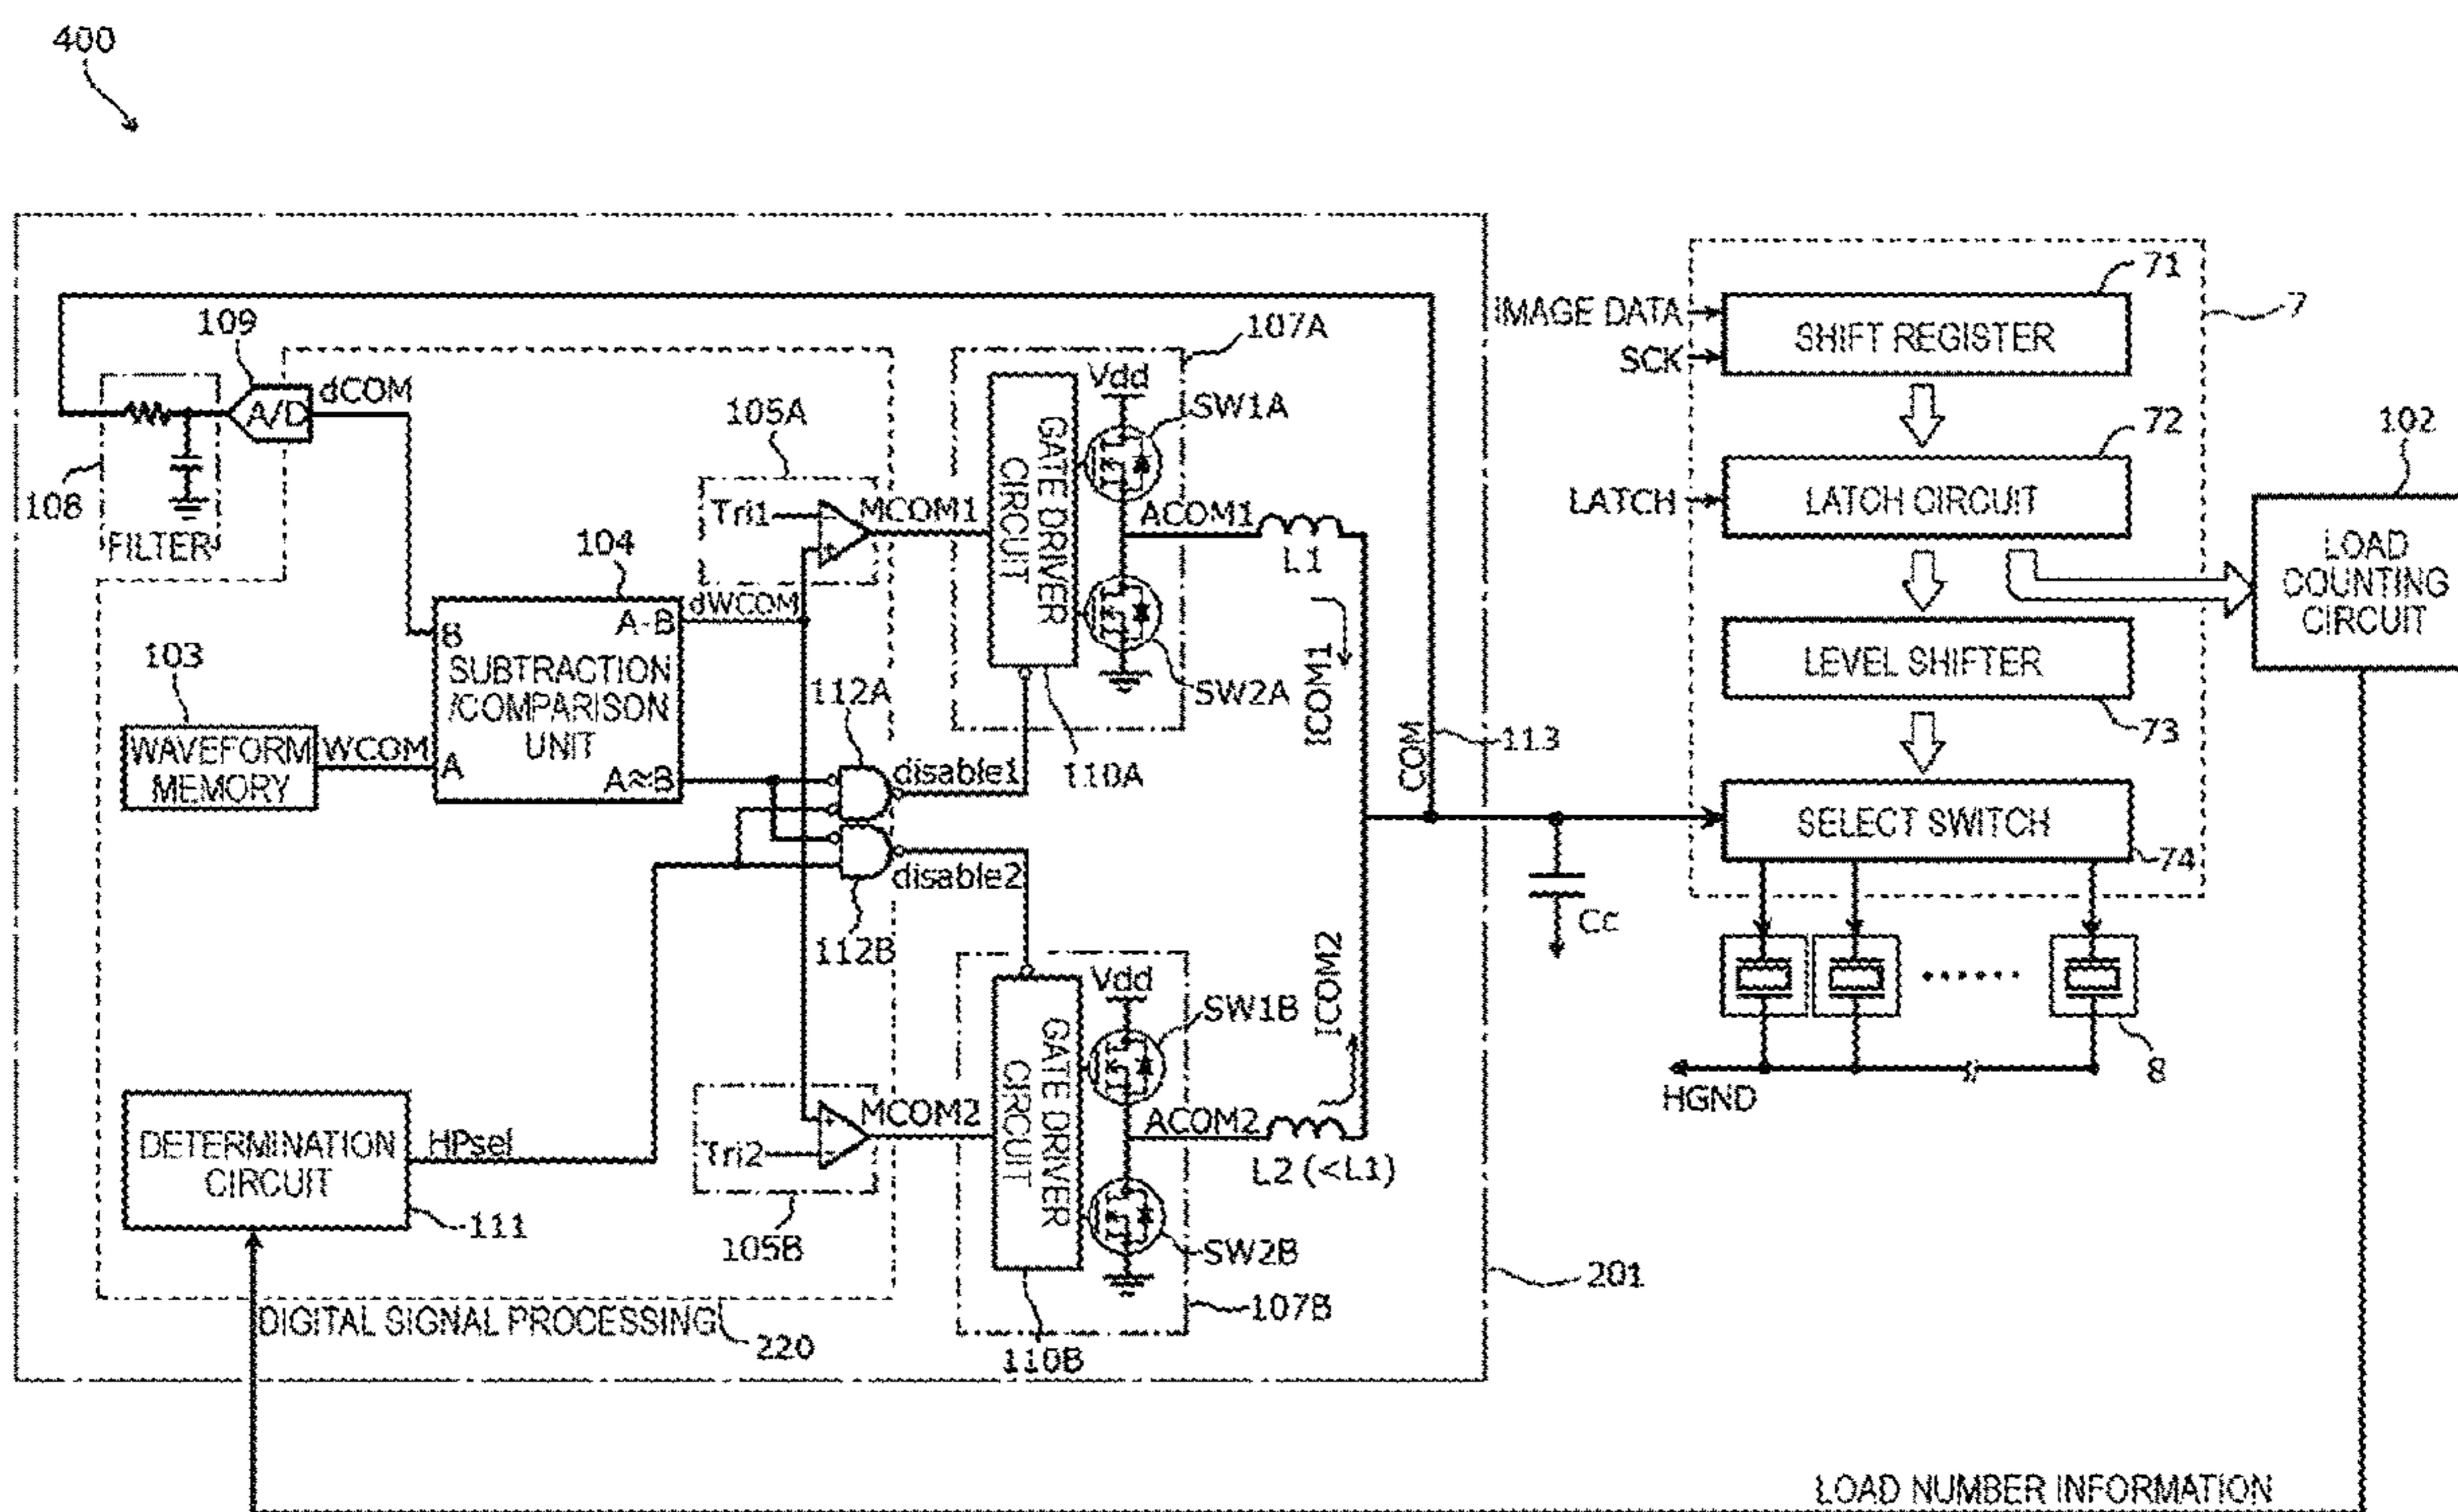 400
109
dCOM
A/D
108
FILTER
103
WAVEFORM
MEMORY
WCOM
104
B
A-B
SUBTRACTION
/COMPARISON
UNIT
A
A≈B
dWCOM
105A
Tri1
MCOM1
112A
disable1
disable2
112B
DETERMINATION
CIRCUIT
HPsel
111
105B
Tri2
MCOM2
DIGITAL SIGNAL PROCESSING
220
107A
Vdd
SW1A
GATE DRIVER
CIRCUIT
ACOM1
L1
SW2A
110A
ICOM1
COM
113
Vdd
SW1B
GATE DRIVER
CIRCUIT
ACOM2
L2 (<L1)
SW2B
107B
110B
ICOM2
201
Cc
IMAGE DATA
SCK
SHIFT REGISTER
71
7
LATCH
LATCH CIRCUIT
72
LEVEL SHIFTER
73
SELECT SWITCH
74
HGND
8
102
LOAD
COUNTING
CIRCUIT
LOAD NUMBER INFORMATION